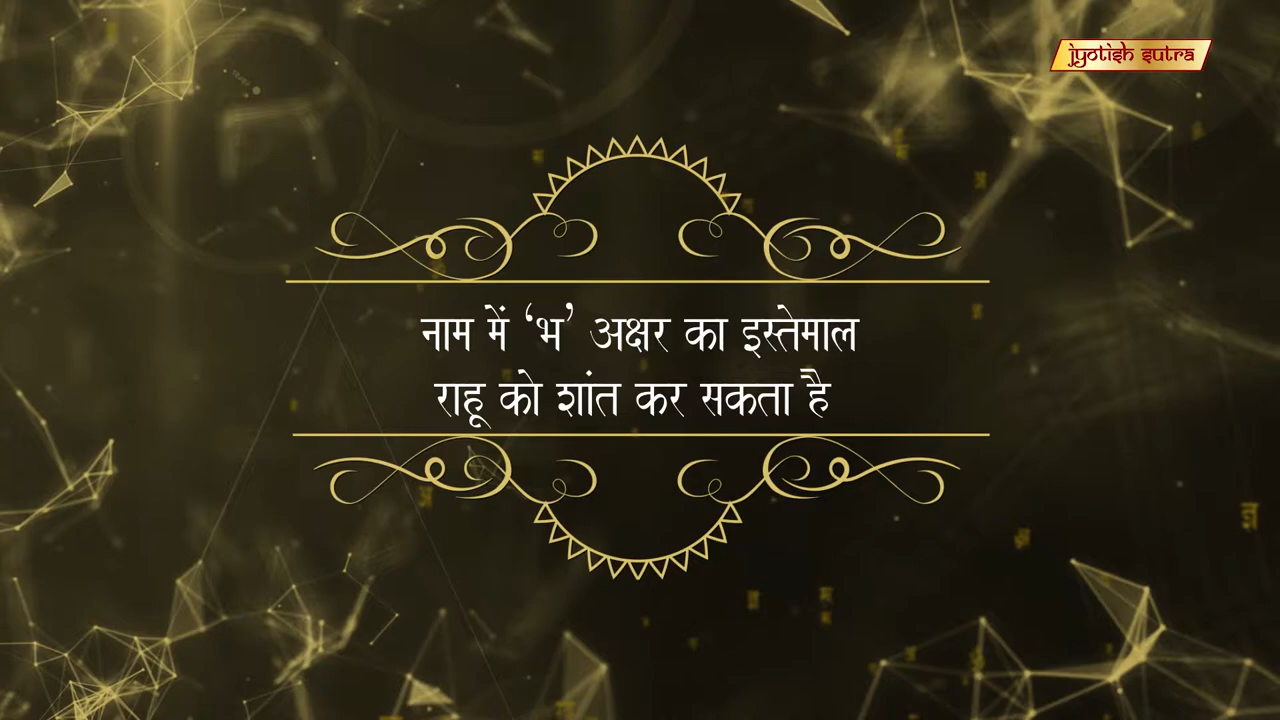 Jyotish Sutra
नाम में ‘भ’ अक्षर का इस्तेमाल
राहू को शांत कर सकता है